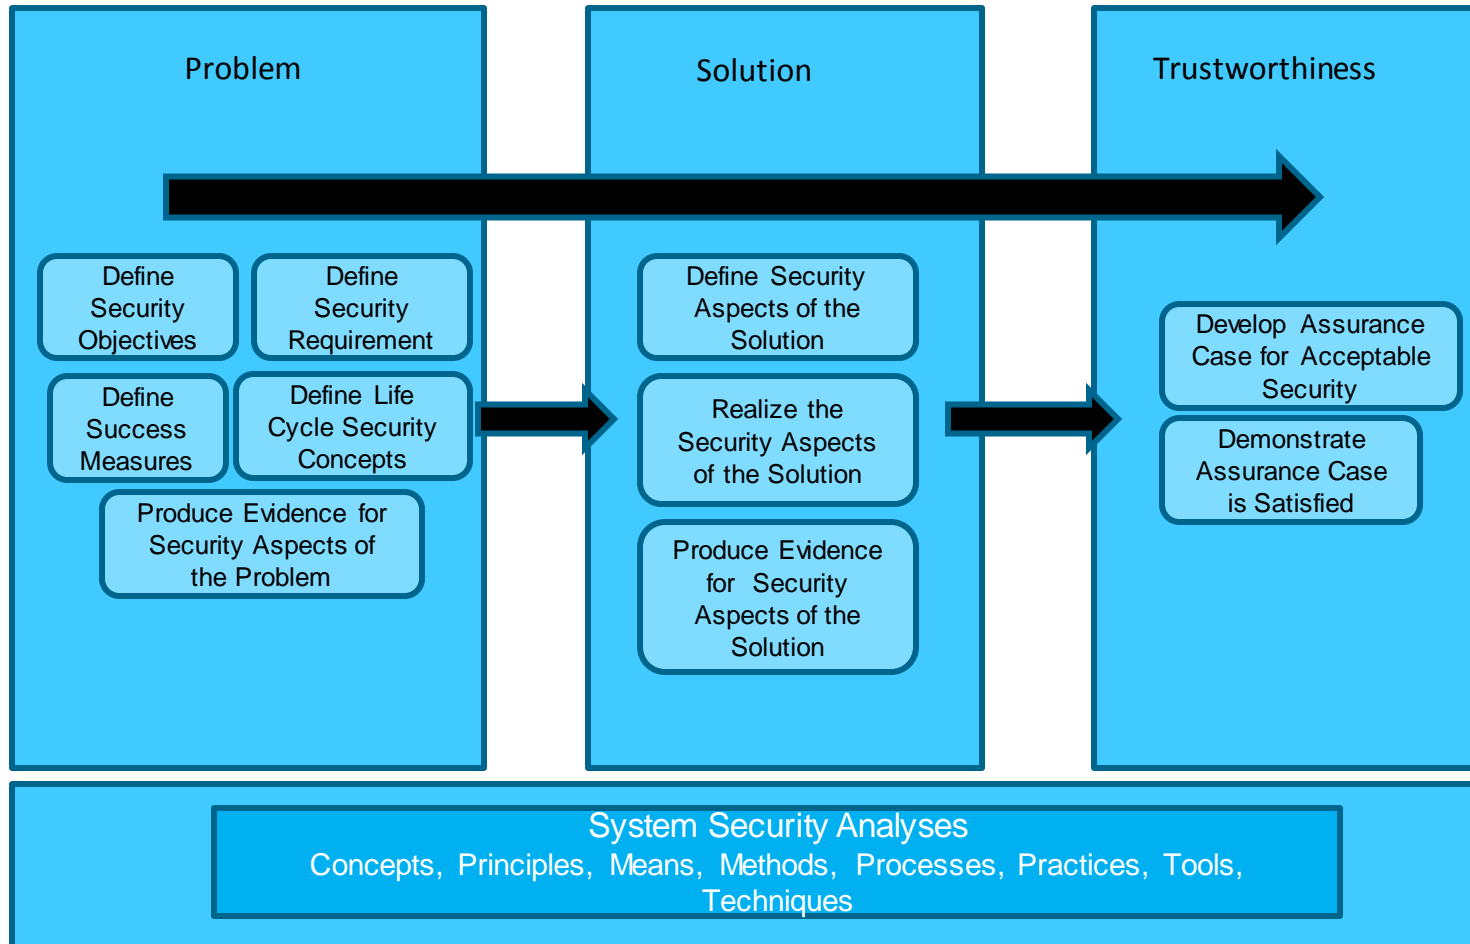 Problem
Define
Security
Objectives
Define
Security
Requirement
Define
Success
Measures
Define Life
Cycle Security
Concepts
Produce Evidence for
Security Aspects of
the Problem
Solution
Define Security
Aspects of the
Solution
Realize the
Security Aspects
of the Solution
Produce Evidence
for Security
Aspects of the
Solution
Trustworthiness
Develop Assurance
Case for Acceptable
Security
Demonstrate
Assurance Case
is Satisfied
System Security Analyses
Concepts, Principles, Means, Methods, Processes, Practices, Tools,
Techniques